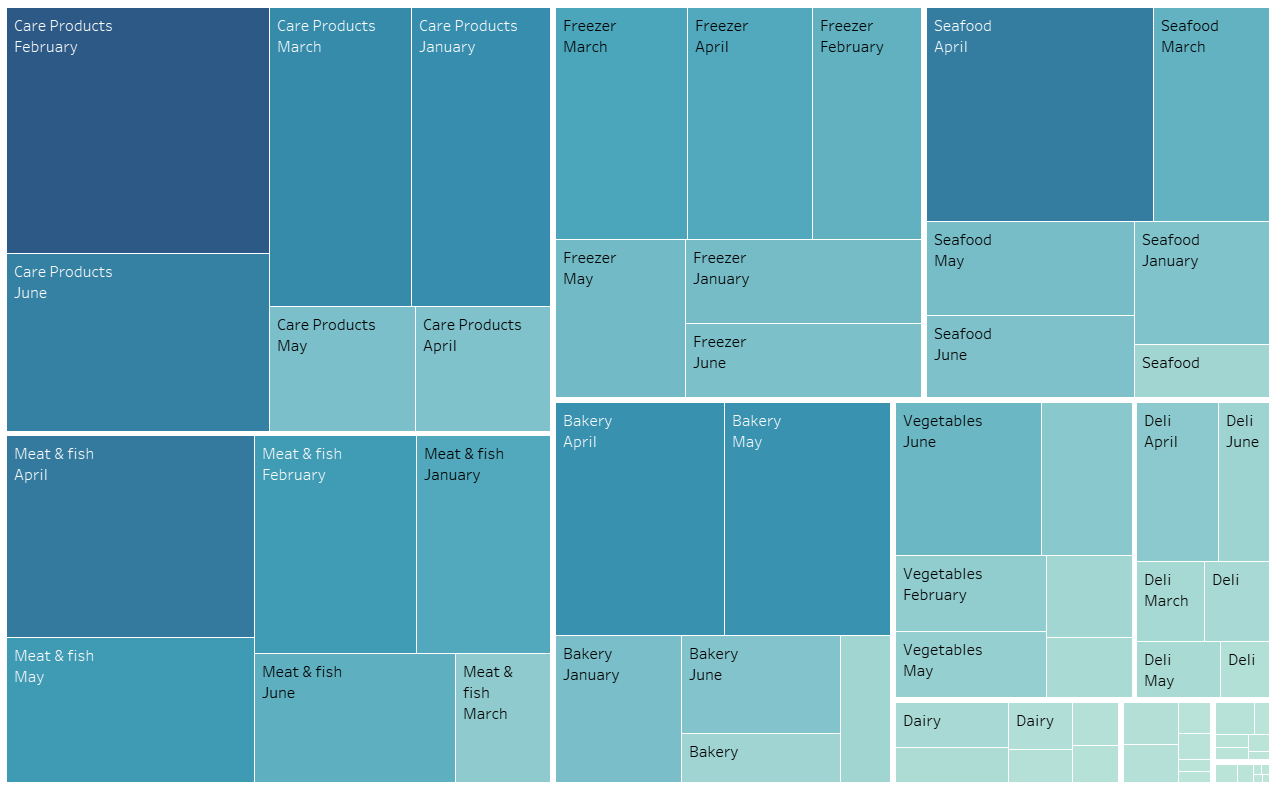 Care Products
February
Care Products
March
Care Products
January
Care Products
June
Care Products
May
Care Products
April
Meat & fish
April
Meat & fish
February
Meat & fish
January
Meat & fish
May
Meat & fish
June
Meat &
fish
March
Freezer
March
Freezer
April
Freezer
February
Freezer
May
Freezer
January
Freezer
June
Seafood
April
Seafood
March
Seafood
May
Seafood
January
Seafood
June
Seafood
Bakery
April
Bakery
May
Bakery
January
Bakery
June
Bakery
Vegetables
June
Vegetables
February
Vegetables
May
Deli
April
Deli
June
Deli
March
Deli
Deli
May
Deli
Dairy
Dairy